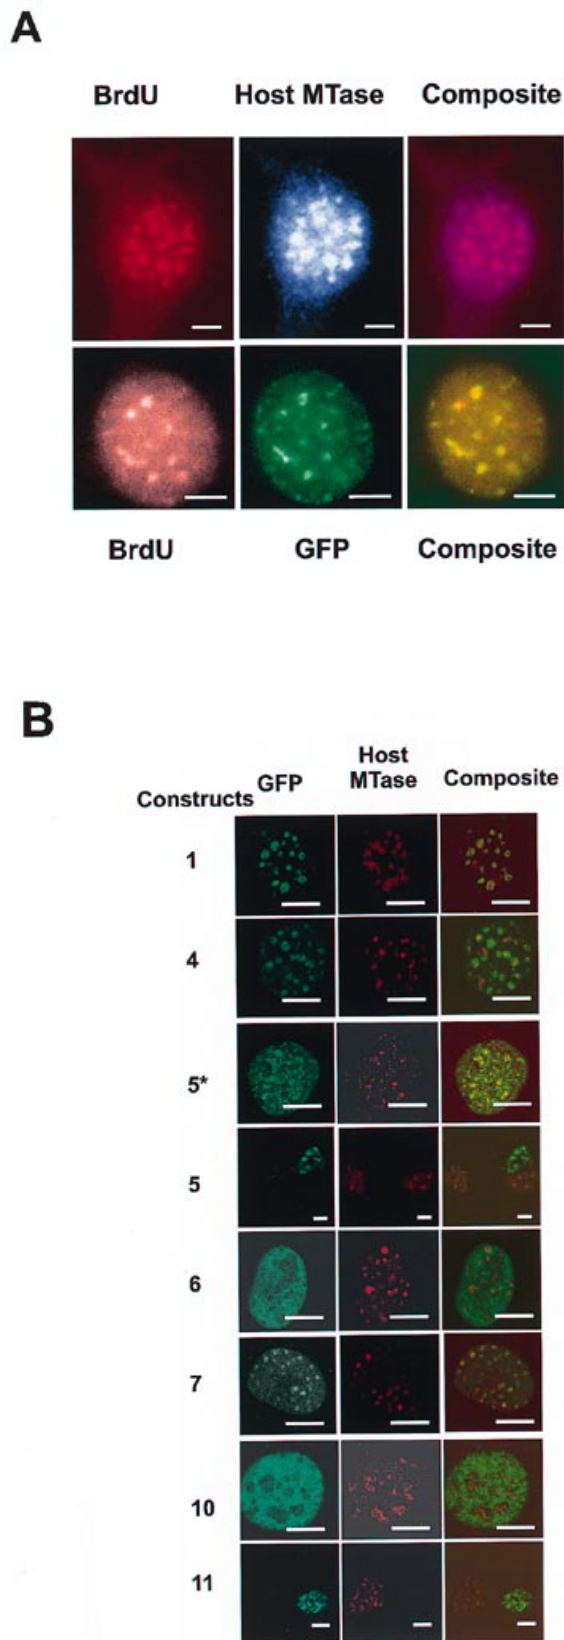 A
BrdU Host MTase Composite
BrdU GFP Composite
B
Host
Constructs GFP MTase Composite
1
4
5*
5
6
7
10
11